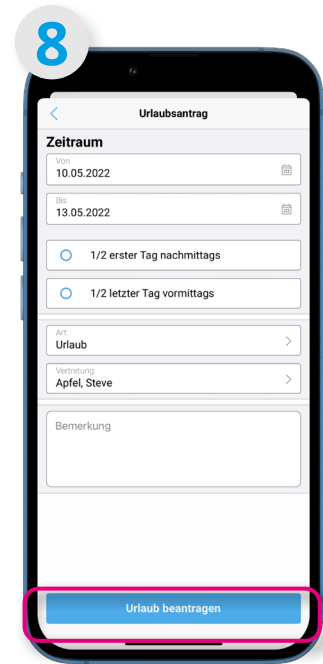 8
Urlaubsantrag
Zeitraum
Von
10.05.2022
Bis
13.05.2022
1/2 erster Tag nachmittags
1/2 letzter Tag vormittags
Art:
Urlaub
Vertretung:
Apfel, Steve
Bemerkung
Urlaub beantragen